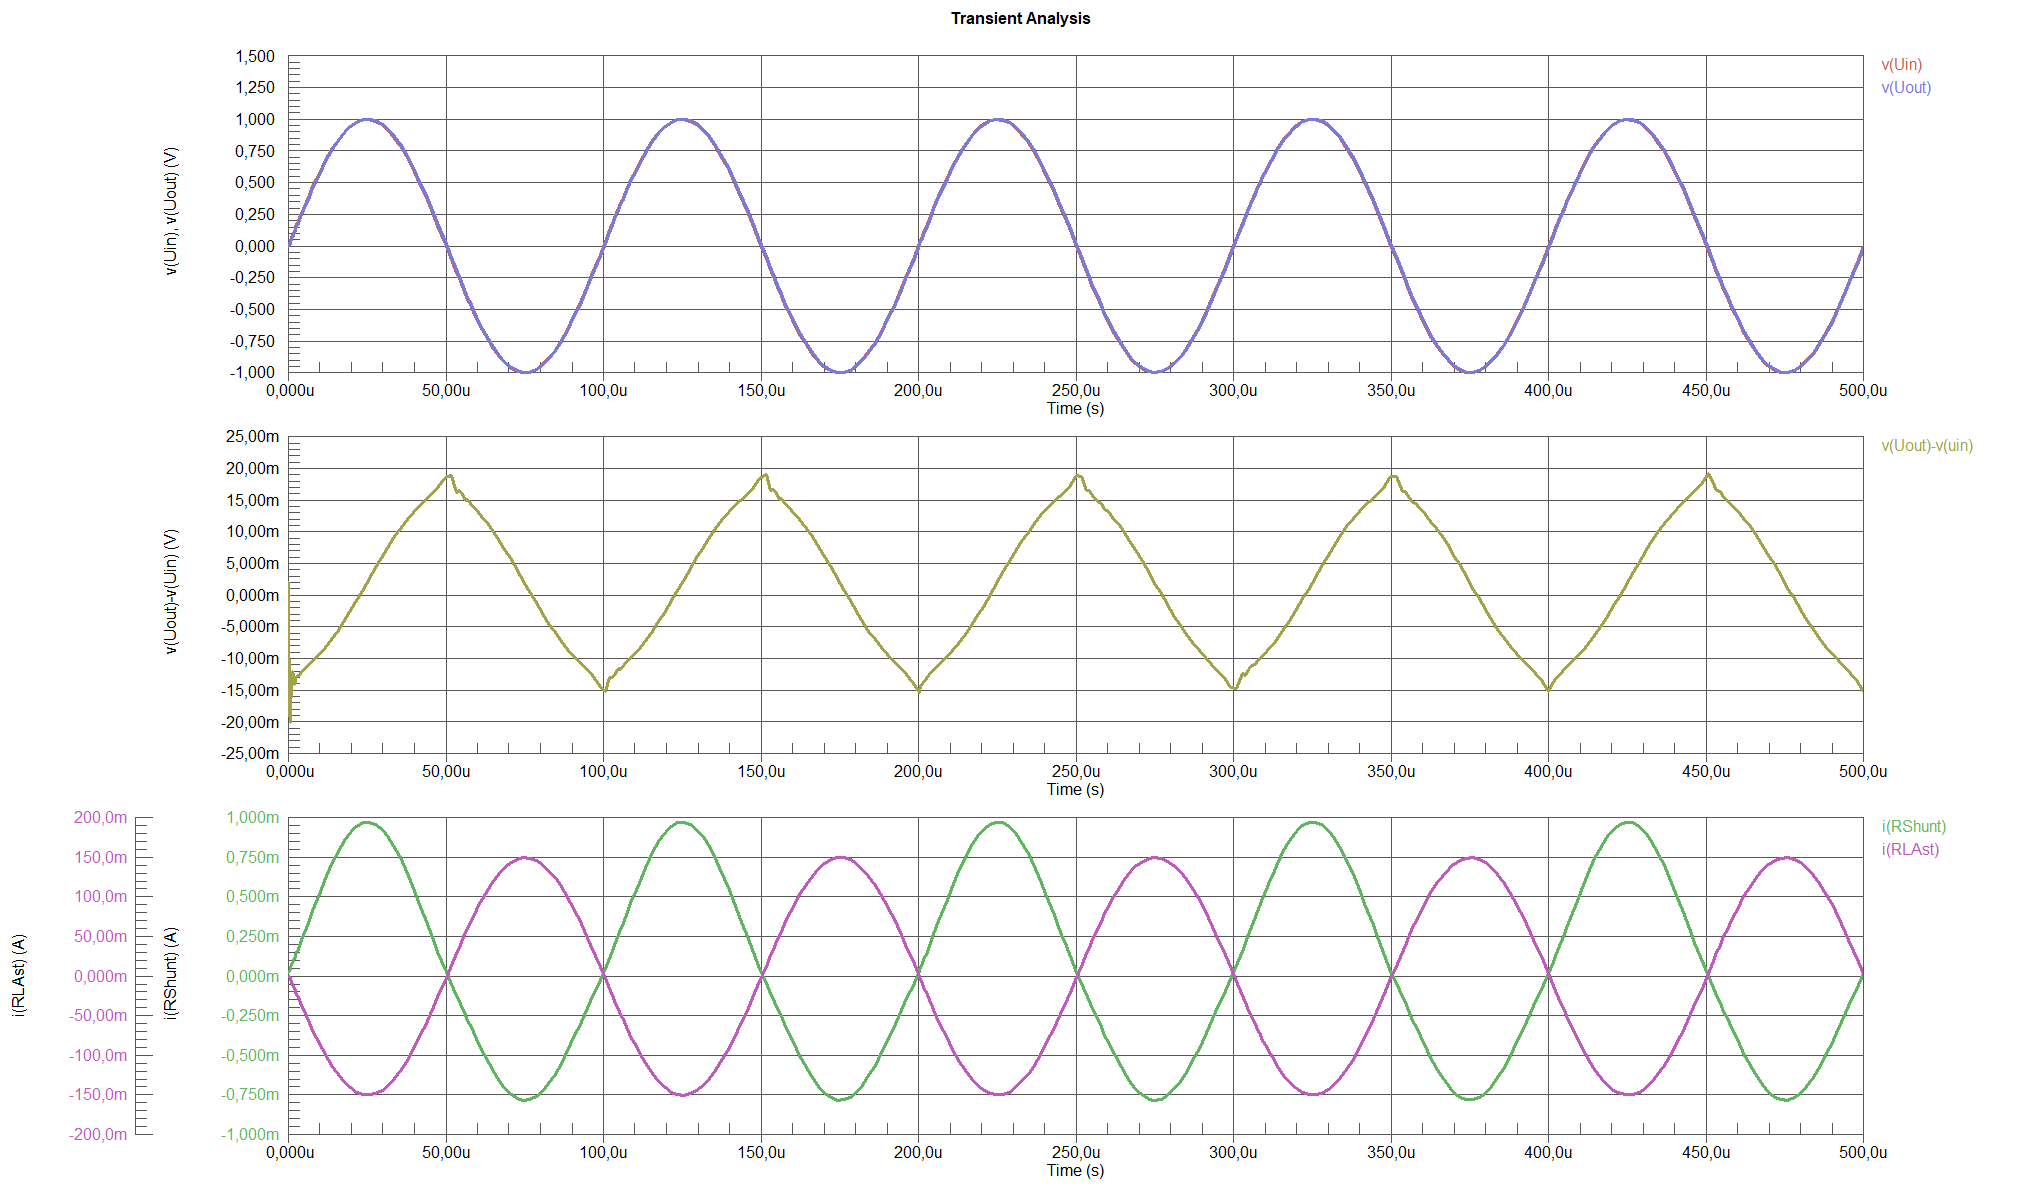 Transient Analysis
v(Uin), v(Uout) (V)
1,500
1,250
1,000
0,750
0,500
0,250
0,000
-0,250
-0,500
-0,750
-1,000
v(Uin)
v(Uout)
0,000u 50,00u 100,0u 150,0u 200,0u 250,0u 300,0u 350,0u 400,0u 450,0u 500,0u
Time (s)
v(Uout)-v(Uin) (V)
25,00m
20,00m
15,00m
10,00m
5,000m
0,000m
-5,000m
-10,00m
-15,00m
-20,00m
-25,00m
v(Uout)-v(uin)
0,000u 50,00u 100,0u 150,0u 200,0u 250,0u 300,0u 350,0u 400,0u 450,0u 500,0u
Time (s)
i(RLAst) (A)
200,0m
150,0m
100,0m
50,00m
0,000m
-50,00m
-100,0m
-150,0m
-200,0m
i(RShunt) (A)
1,000m
0,750m
0,500m
0,250m
0,000m
-0,250m
-0,500m
-0,750m
-1,000m
i(RShunt)
i(RLAst)
0,000u 50,00u 100,0u 150,0u 200,0u 250,0u 300,0u 350,0u 400,0u 450,0u 500,0u
Time (s)